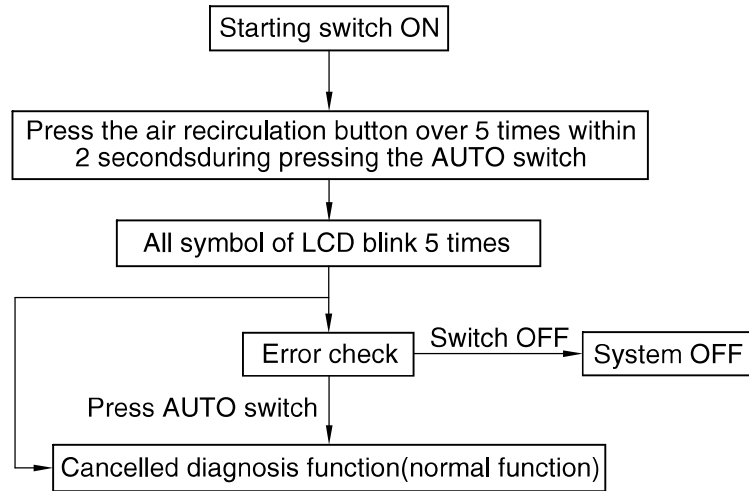 Starting switch ON
Press the air recirculation button over 5 times within
2 secondsduring pressing the AUTO switch
All symbol of LCD blink 5 times
Error check
Switch OFF
System OFF
Press AUTO switch
Cancelled diagnosis function(normal function)